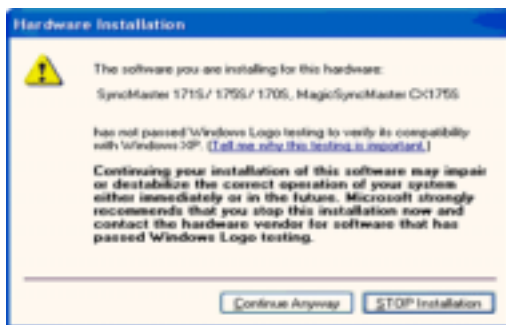 Hardware Installation
The software you are installing for this hardware:
SyncMaster 171S/ 175S/ 170S, MagicSyncMaster CX175S
has not passed Windows Logo testing to verify its compatibility
with Windows XP. (Tell me why this testing is important.)
Continuing your installation of this software may impair
or destabilize the correct operation of your system
either immediately or in the future. Microsoft strongly
recommends that you stop this installation now and
contact the hardware vendor for software that has
passed Windows Logo testing.
Continue Anyway
STOP Installation